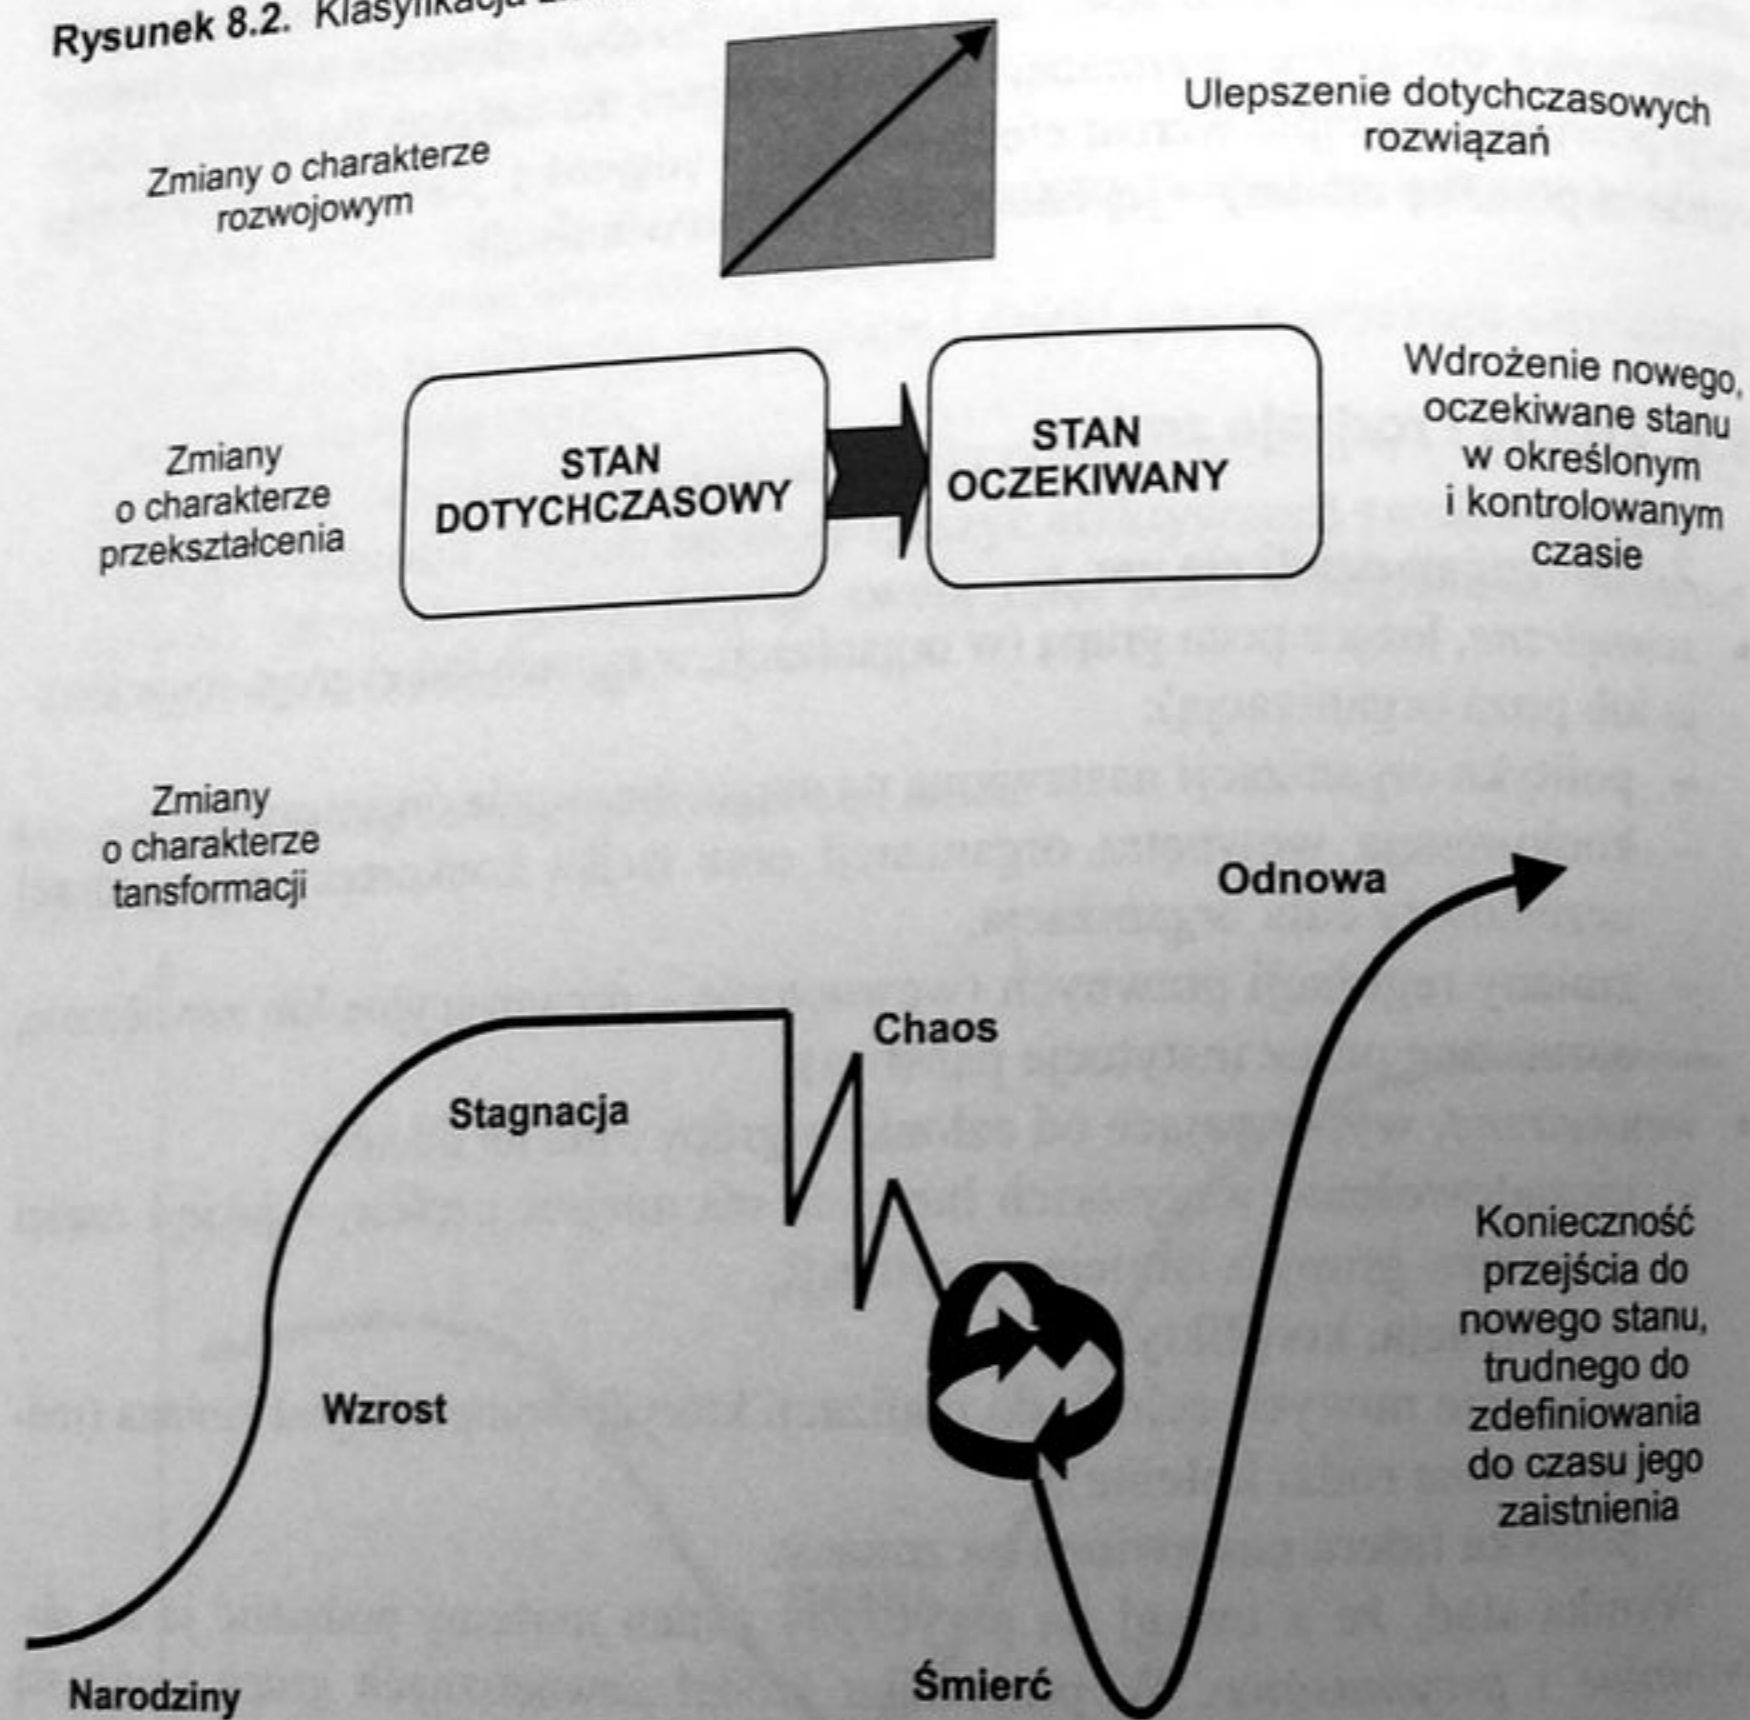 Rysunek 8.2. Klasyfikacja
Zmiany o charakterze
rozwojowym
Ulepszenie dotychczasowych
rozwiązań
Zmiany
o charakterze
przekształcenia
STAN
DOTYCHCZASOWY
STAN
OCZEKIWANY
Wdrożenie nowego,
oczekiwane stanu
w określonym
i kontrolowanym
czasie
Zmiany
o charakterze
tansformacji
Odnowa
Chaos
Stagnacja
Wzrost
Konieczność
przejścia do
nowego stanu,
trudnego do
zdefiniowania
do czasu jego
zaistnienia
Narodziny
Śmierć